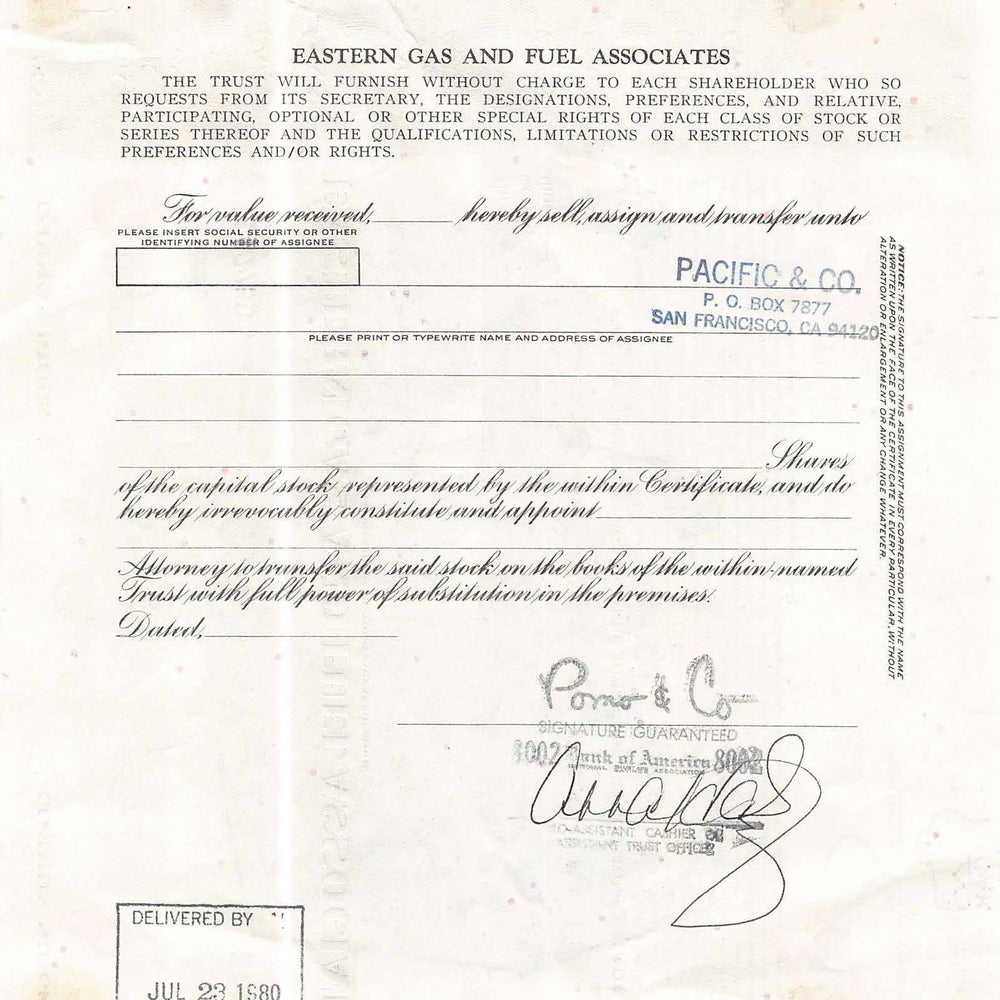 EASTERN GAS AND FUEL ASSOCIATES
THE TRUST WILL FURNISH WITHOUT CHARGE TO EACH SHAREHOLDER WHO SO
REQUESTS FROM ITS SECRETARY, THE DESIGNATIONS, PREFERENCES, AND RELATIVE,
PARTICIPATING, OPTIONAL OR OTHER SPECIAL RIGHTS OF EACH CLASS OF STOCK OR
SERIES THEREOF AND THE QUALIFICATIONS, LIMITATIONS OR RESTRICTIONS OF SUCH
PREFERENCES AND/OR RIGHTS.
For value received, hereby sell, assign and transfer unto
PLEASE INSERT SOCIAL SECURITY OR OTHER
IDENTIFYING NUMBER OF ASSIGNEE
PACIFIC & CO.
P. O. BOX 7877
SAN FRANCISCO, CA 94120
PLEASE PRINT OR TYPEWRITE NAME AND ADDRESS OF ASSIGNEE
Shares
of the capital stock represented by the within Certificate, and do
hereby irrevocably constitute and appoint
Attorney to transfer the said stock on the books of the within-named
Trust with full power of substitution in the premises.
Dated,
NOTICE: THE SIGNATURE TO THIS ASSIGNMENT MUST CORRESPOND WITH THE NAME
AS WRITTEN UPON THE FACE OF THE CERTIFICATE IN EVERY PARTICULAR, WITHOUT
ALTERATION OR ENLARGEMENT OR ANY CHANGE WHATEVER.
Pomo & Co
SIGNATURE GUARANTEED
8002 Bank of America 8002
ASSISTANT CASHIER OR
ASSISTANT TRUST OFFICER
DELIVERED BY
JUL 23 1980